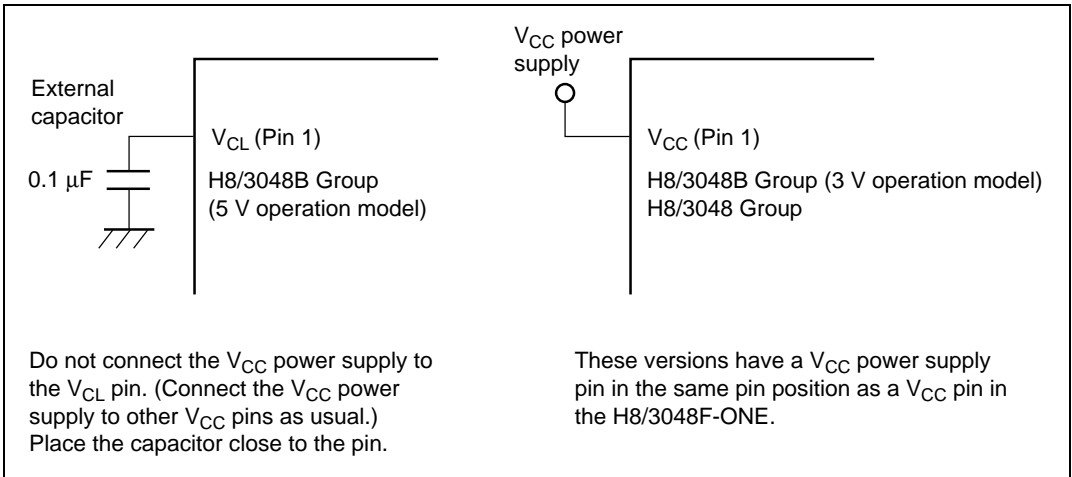 External
capacitor
0.1 μF
V_CL (Pin 1)
H8/3048B Group
(5 V operation model)
Do not connect the V_CC power supply to
the V_CL pin. (Connect the V_CC power
supply to other V_CC pins as usual.)
Place the capacitor close to the pin.
V_CC power
supply
V_CC (Pin 1)
H8/3048B Group (3 V operation model)
H8/3048 Group
These versions have a V_CC power supply
pin in the same pin position as a V_CC pin in
the H8/3048F-ONE.